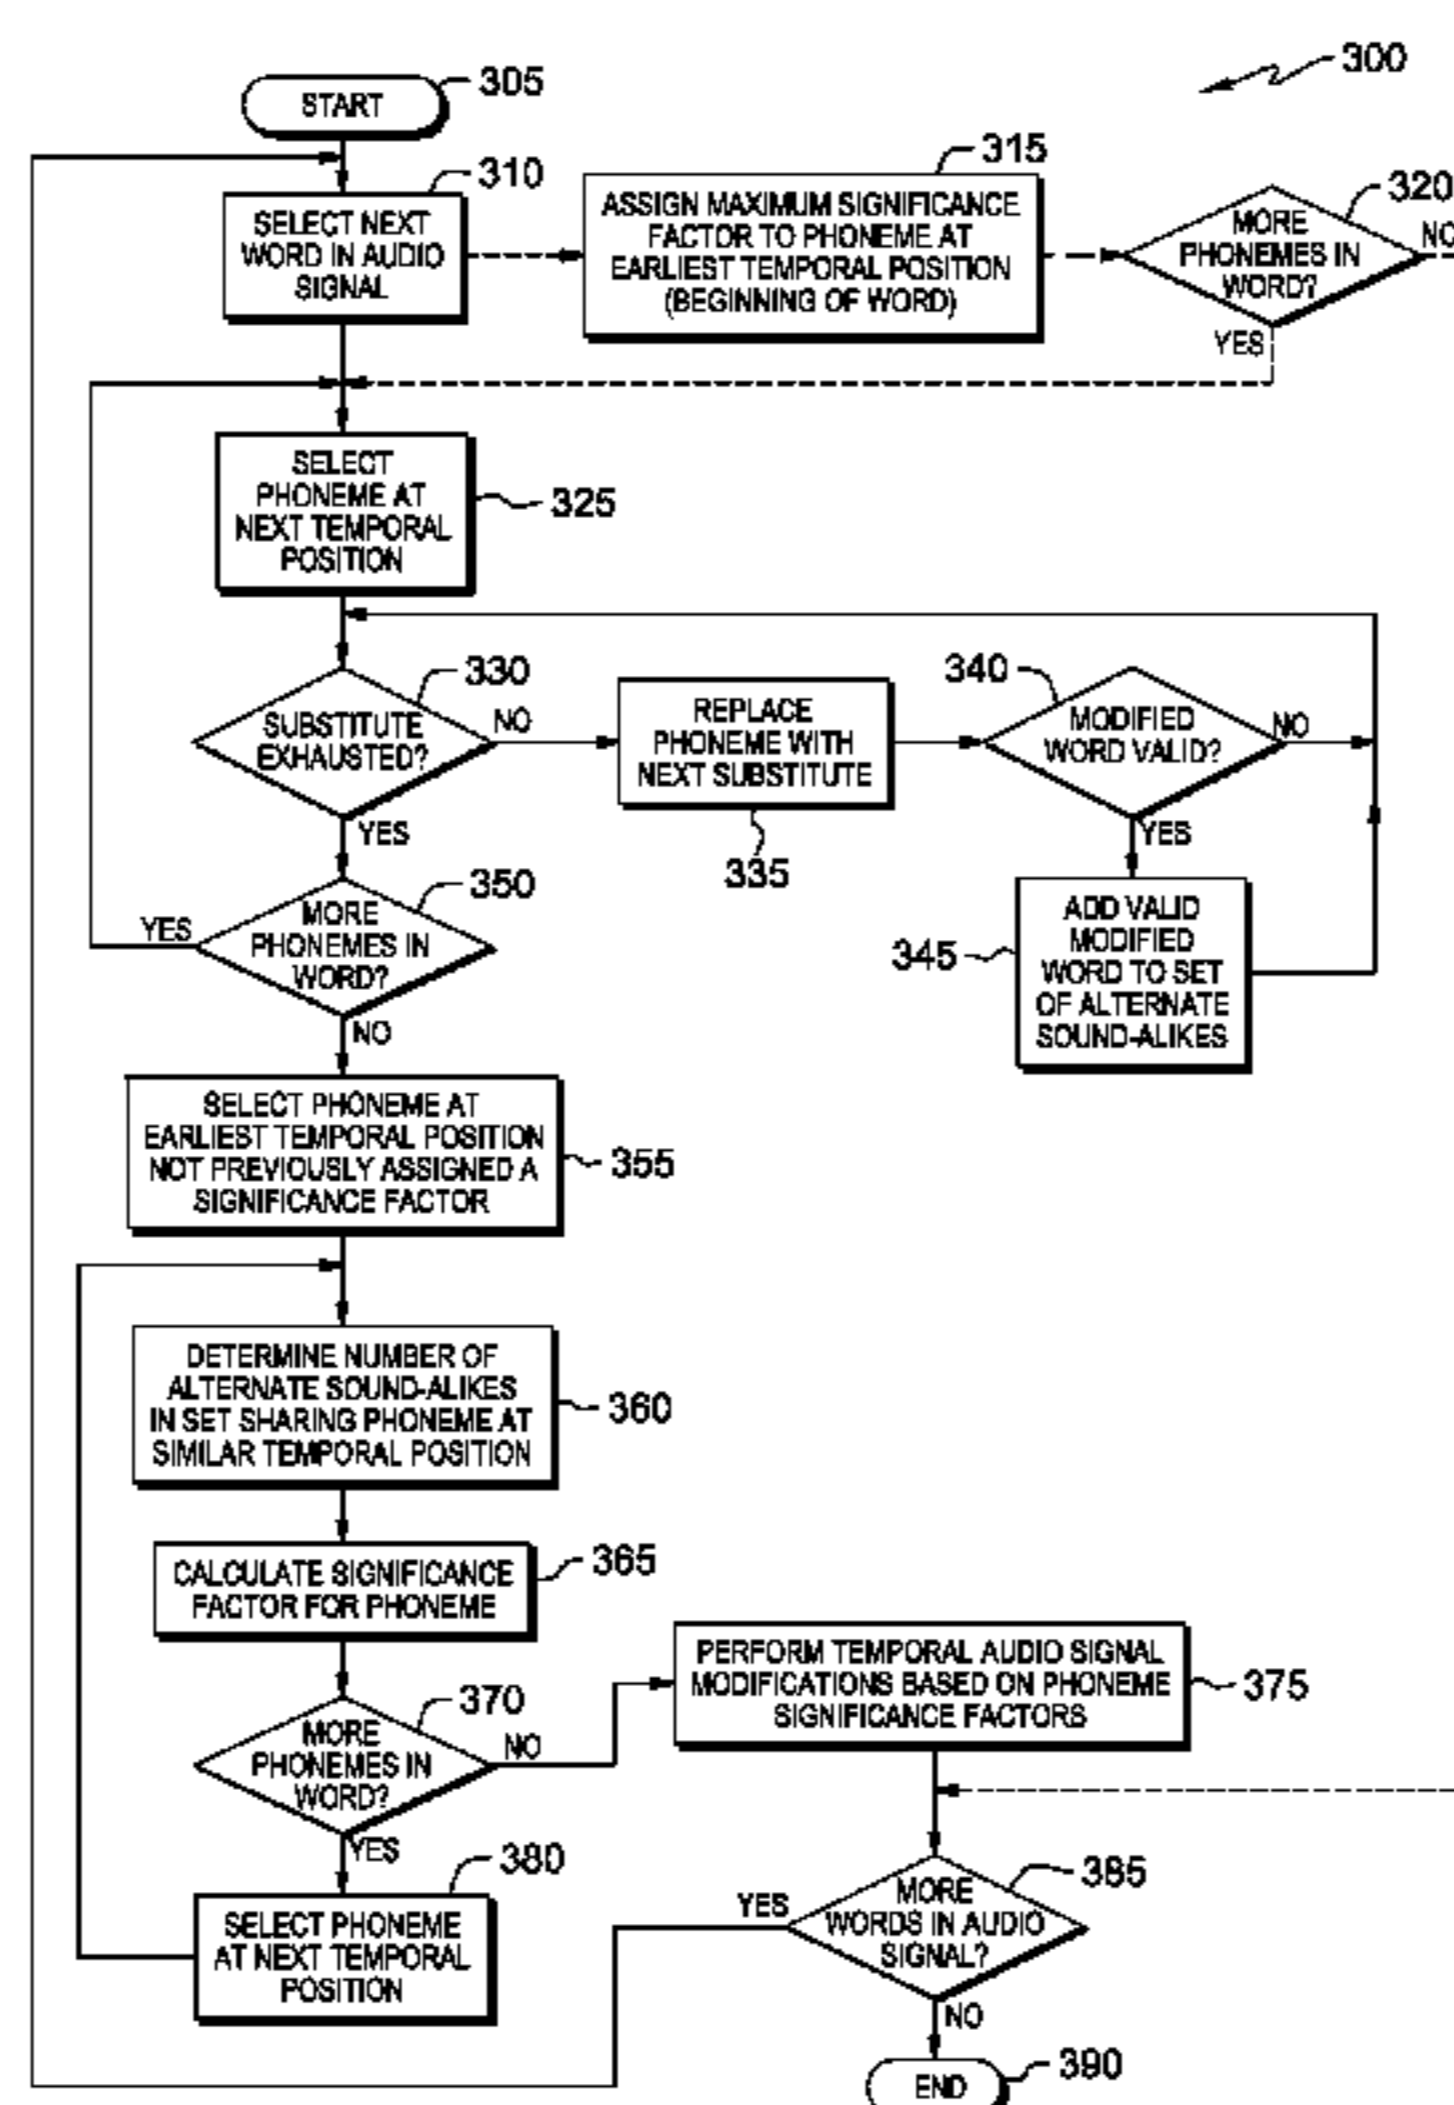 300
305
START
310
SELECT NEXT
WORD IN AUDIO
SIGNAL
315
ASSIGN MAXIMUM SIGNIFICANCE
FACTOR TO PHONEME AT
EARLIEST TEMPORAL POSITION
(BEGINNING OF WORD)
320
MORE
PHONEMES IN
WORD?
NO
YES
SELECT
PHONEME AT
NEXT TEMPORAL
POSITION
325
330
SUBSTITUTE
EXHAUSTED?
NO
YES
REPLACE
PHONEME WITH
NEXT SUBSTITUTE
335
340
MODIFIED
WORD VALID?
NO
YES
345
ADD VALID
MODIFIED
WORD TO SET
OF ALTERNATE
SOUND-ALIKES
350
MORE
PHONEMES IN
WORD?
YES
NO
SELECT PHONEME AT
EARLIEST TEMPORAL POSITION
NOT PREVIOUSLY ASSIGNED A
SIGNIFICANCE FACTOR
355
DETERMINE NUMBER OF
ALTERNATE SOUND-ALIKES
IN SET SHARING PHONEME AT
SIMILAR TEMPORAL POSITION
360
CALCULATE SIGNIFICANCE
FACTOR FOR PHONEME
365
370
MORE
PHONEMES IN
WORD?
NO
YES
PERFORM TEMPORAL AUDIO SIGNAL
MODIFICATIONS BASED ON PHONEME
SIGNIFICANCE FACTORS
375
380
SELECT PHONEME
AT NEXT TEMPORAL
POSITION
385
MORE
WORDS IN AUDIO
SIGNAL?
YES
NO
390
END